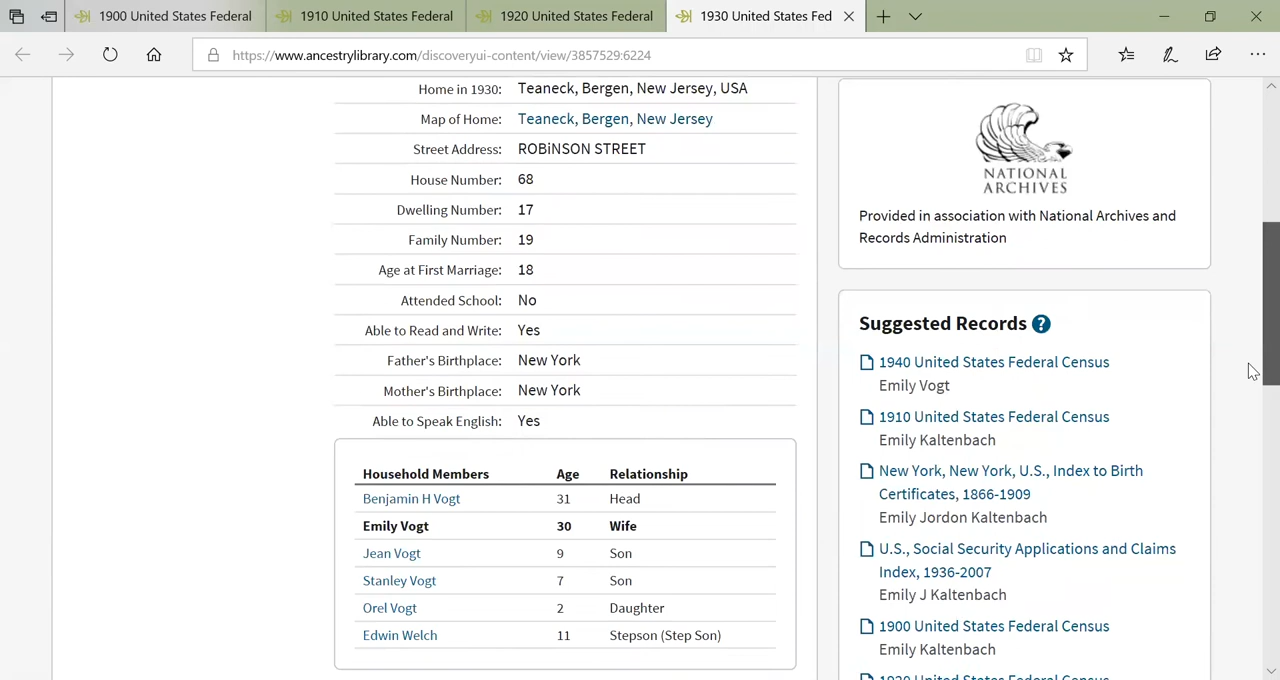 1900 United States Federal
1910 United States Federal
1920 United States Federal
1930 United States Fed
https://www.ancestrylibrary.com/discoveryui-content/view/3857529:6224
Home in 1930: Teaneck, Bergen, New Jersey, USA
Map of Home: Teaneck, Bergen, New Jersey
Street Address: ROBiNSON STREET
House Number: 68
Dwelling Number: 17
Family Number: 19
Age at First Marriage: 18
Attended School: No
Able to Read and Write: Yes
Father's Birthplace: New York
Mother's Birthplace: New York
Able to Speak English: Yes
Household Members Age Relationship
Benjamin H Vogt 31 Head
Emily Vogt 30 Wife
Jean Vogt 9 Son
Stanley Vogt 7 Son
Orel Vogt 2 Daughter
Edwin Welch 11 Stepson (Step Son)
NATIONAL
ARCHIVES
Provided in association with National Archives and
Records Administration
Suggested Records ?
1940 United States Federal Census
Emily Vogt
1910 United States Federal Census
Emily Kaltenbach
New York, New York, U.S., Index to Birth
Certificates, 1866-1909
Emily Jordon Kaltenbach
U.S., Social Security Applications and Claims
Index, 1936-2007
Emily J Kaltenbach
1900 United States Federal Census
Emily Kaltenbach
1920 United States Federal Census